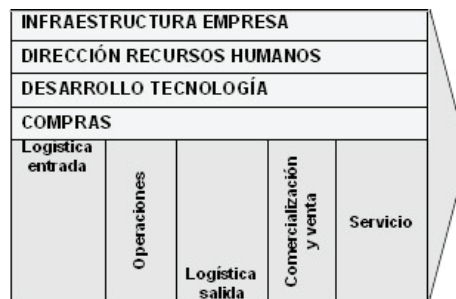 INFRAESTRUCTURA EMPRESA
DIRECCIÓN RECURSOS HUMANOS
DESARROLLO TECNOLOGÍA
COMPRAS
Logística
entrada
Operaciones
Logística
salida
Comercialización
y venta
Servicio